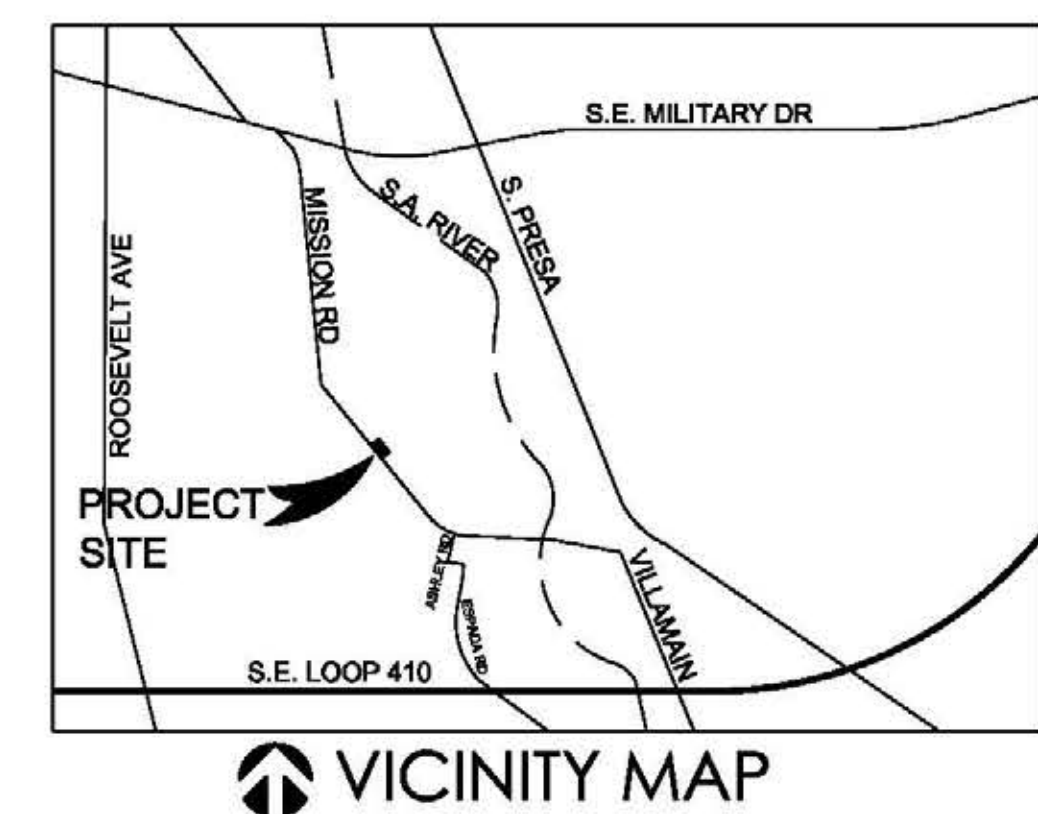 S.E. MILITARY DR
S. PRESA
S.A. RIVER
MISSION RD
ROOSEVELT AVE
PROJECT
SITE
ASHLEY RD
ESPADA RD
VILLAMAIN
S.E. LOOP 410
VICINITY MAP